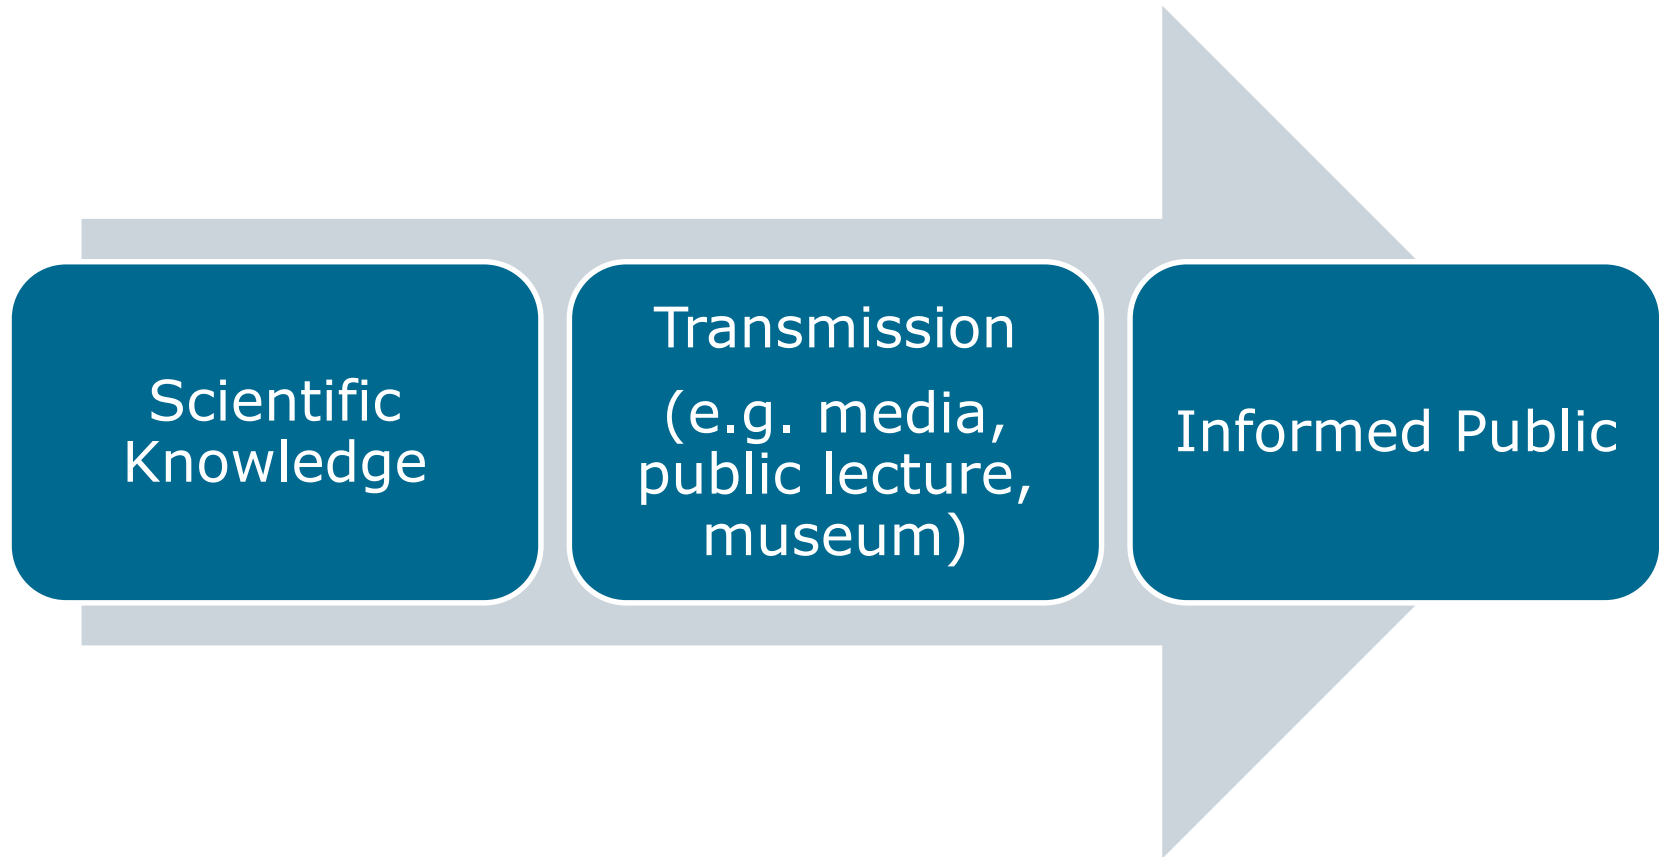 Scientific
Knowledge
Transmission
(e.g. media,
public lecture,
museum)
Informed Public